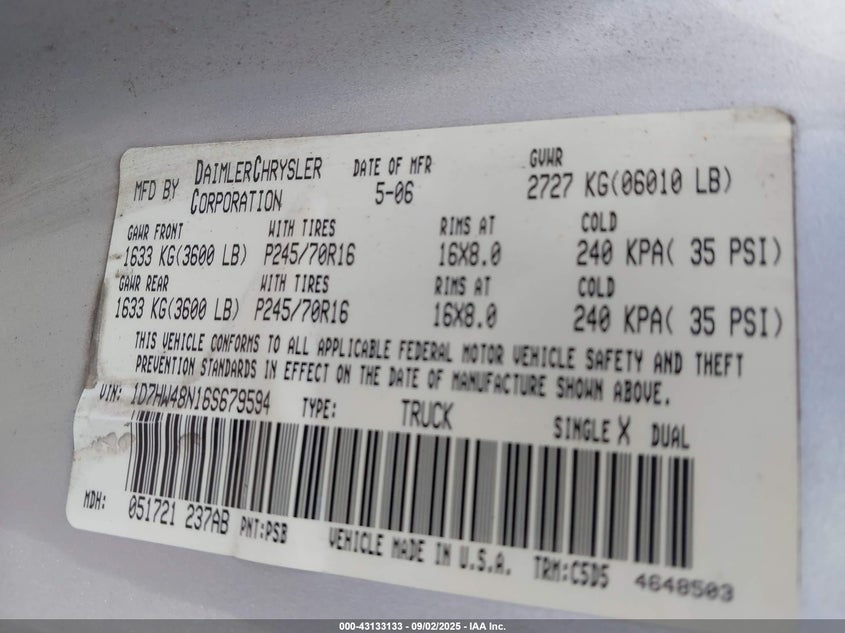 MFD BY DAIMLERCHRYSLER CORPORATION DATE OF MFR 5-06 GVWR 2727 KG(06010 LB)
GAWR FRONT WITH TIRES RIMS AT COLD
1633 KG(3600 LB) P245/70R16 16X8.0 240 KPA( 35 PSI)
GAWR REAR WITH TIRES RIMS AT COLD
1633 KG(3600 LB) P245/70R16 16X8.0 240 KPA( 35 PSI)
THIS VEHICLE CONFORMS TO ALL APPLICABLE FEDERAL MOTOR VEHICLE SAFETY AND THEFT
PREVENTION STANDARDS IN EFFECT ON THE DATE OF MANUFACTURE SHOWN ABOVE.
VIN: 1D7HW48N16S679594 TYPE: TRUCK SINGLE X DUAL
MDH: 051721 237AB PNT:PSB VEHICLE MADE IN U.S.A. TRM:C5D5 4648503
000-43133133 - 09/02/2025 - IAA Inc.